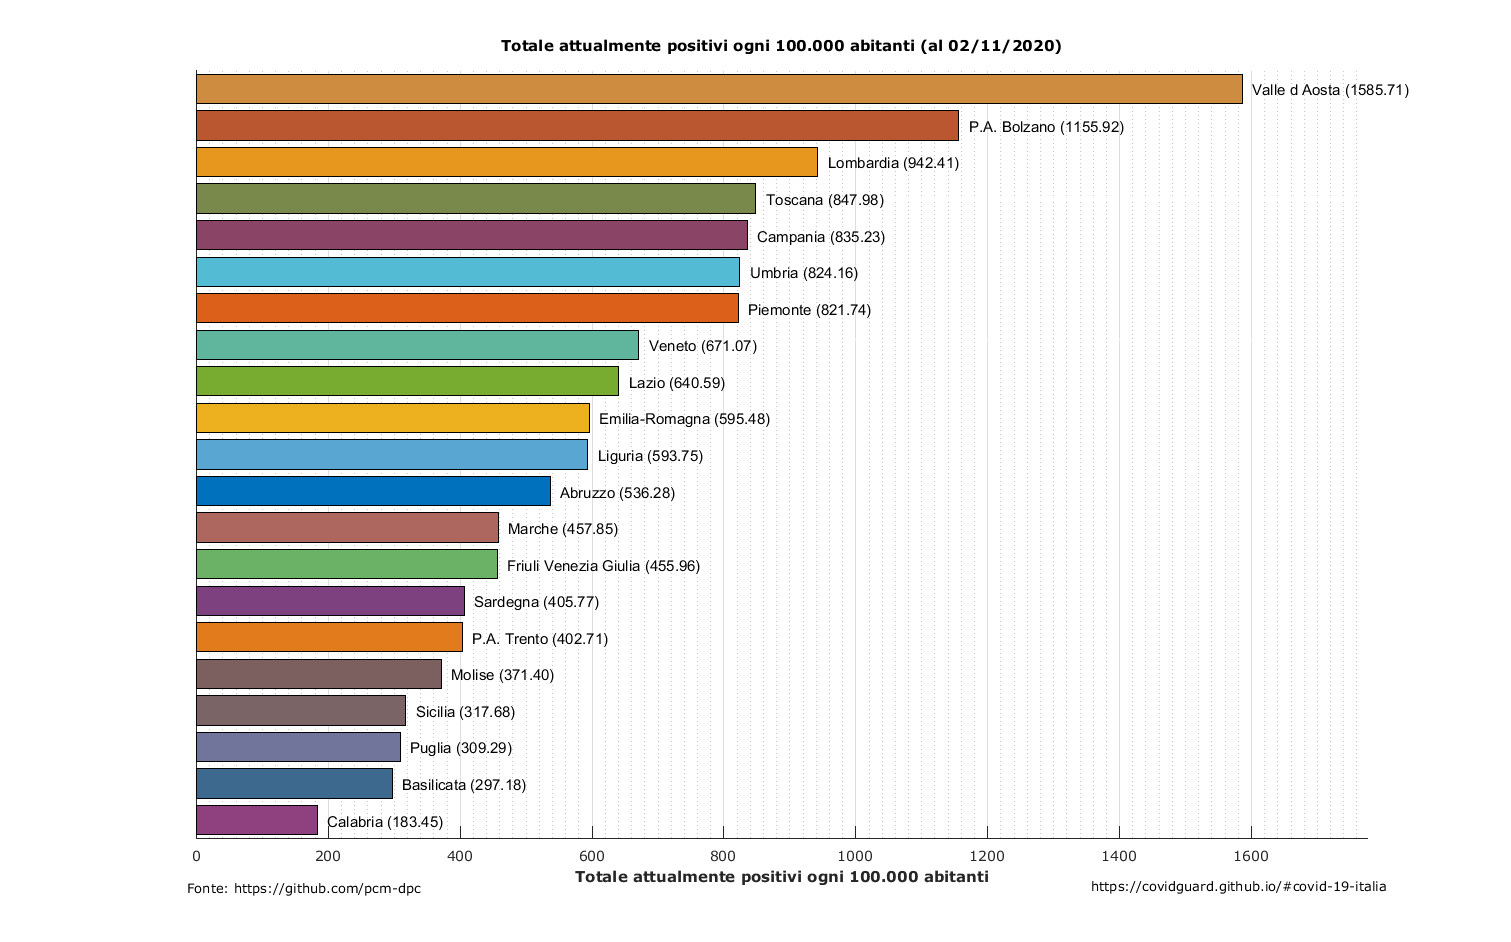 Totale attualmente positivi ogni 100.000 abitanti (al 02/11/2020)
Valle d Aosta (1585.71)
P.A. Bolzano (1155.92)
Lombardia (942.41)
Toscana (847.98)
Campania (835.23)
Umbria (824.16)
Piemonte (821.74)
Veneto (671.07)
Lazio (640.59)
Emilia-Romagna (595.48)
Liguria (593.75)
Abruzzo (536.28)
Marche (457.85)
Friuli Venezia Giulia (455.96)
Sardegna (405.77)
P.A. Trento (402.71)
Molise (371.40)
Sicilia (317.68)
Puglia (309.29)
Basilicata (297.18)
Calabria (183.45)
0 200 400 600 800 1000 1200 1400 1600
Totale attualmente positivi ogni 100.000 abitanti
Fonte: https://github.com/pcm-dpc
https://covidguard.github.io/#covid-19-italia